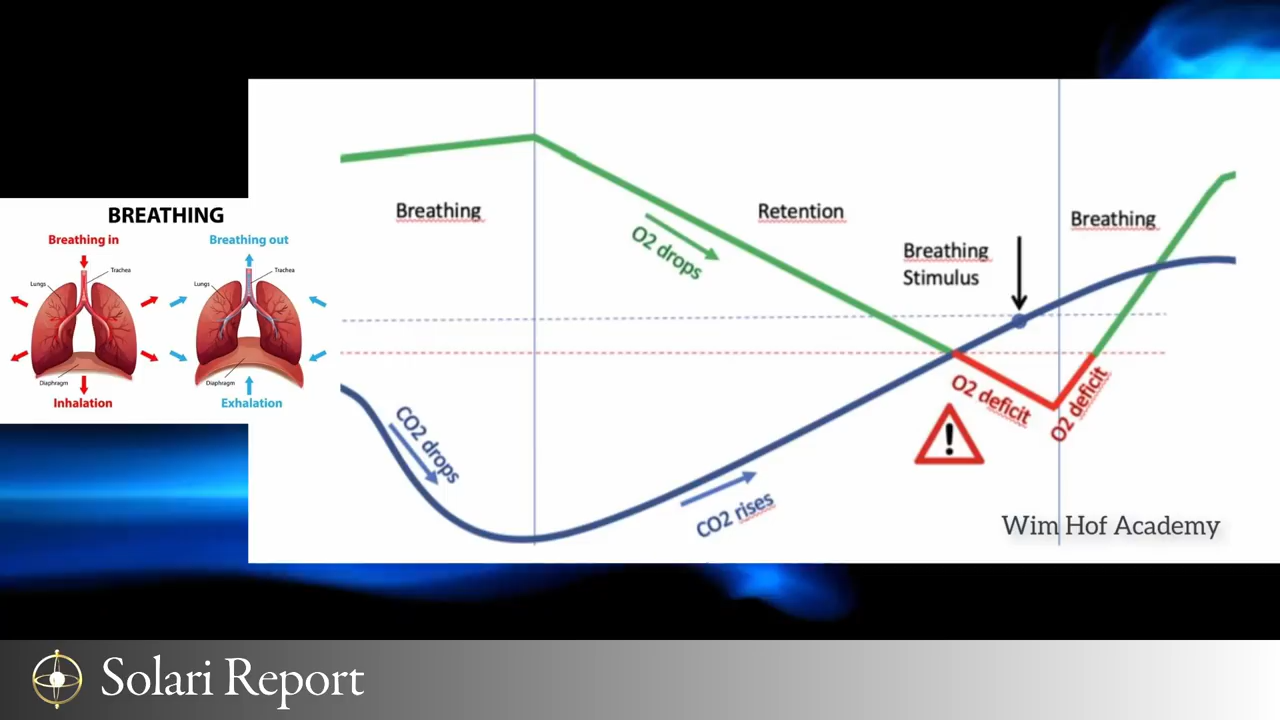 BREATHING
Breathing in
Breathing out
Trachea
Trachea
Lungs
Lungs
Diaphragm
Diaphragm
Inhalation
Exhalation
Breathing
Retention
Breathing
O2 drops
Breathing
Stimulus
CO2 drops
CO2 rises
O2 deficit
O2 deficit
!
Wim Hof Academy
Solari Report